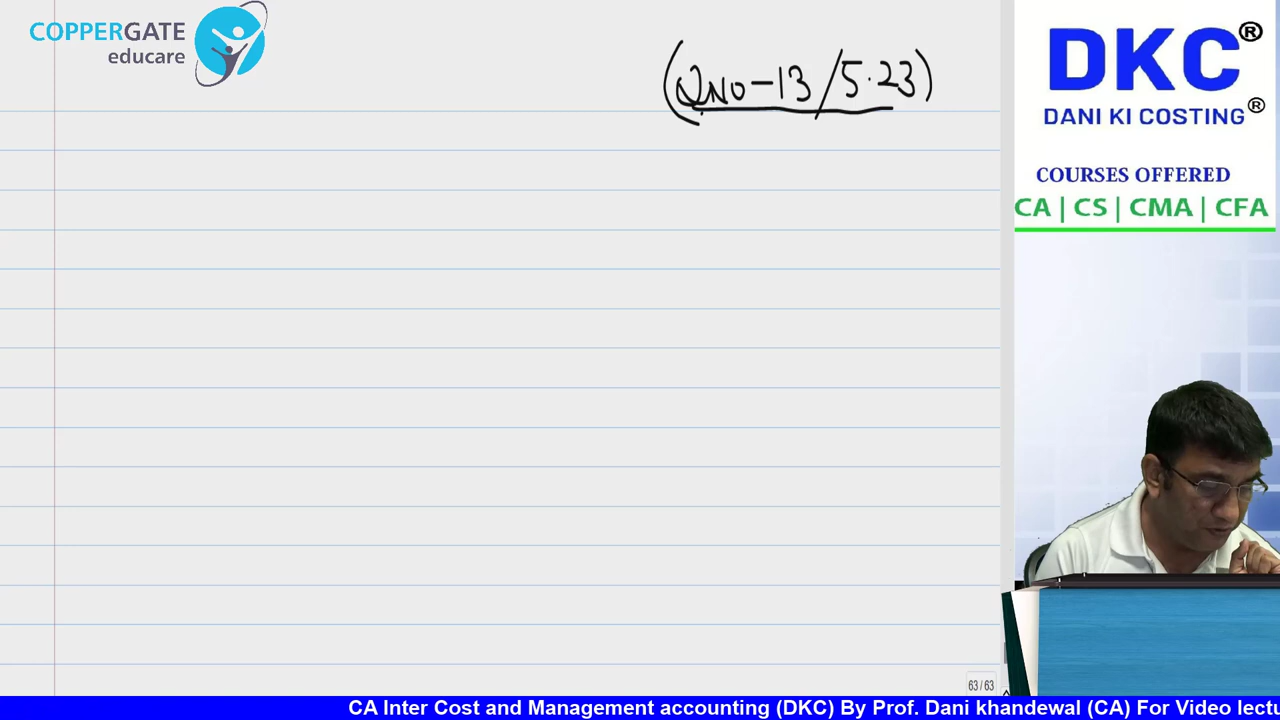 COPPERGATE
educare
(QNO-13/5.23)
DKC®
DANI KI COSTING®
COURSES OFFERED
CA | CS | CMA | CFA
63/63
CA Inter Cost and Management accounting (DKC) By Prof. Dani khandewal (CA) For Video lectu